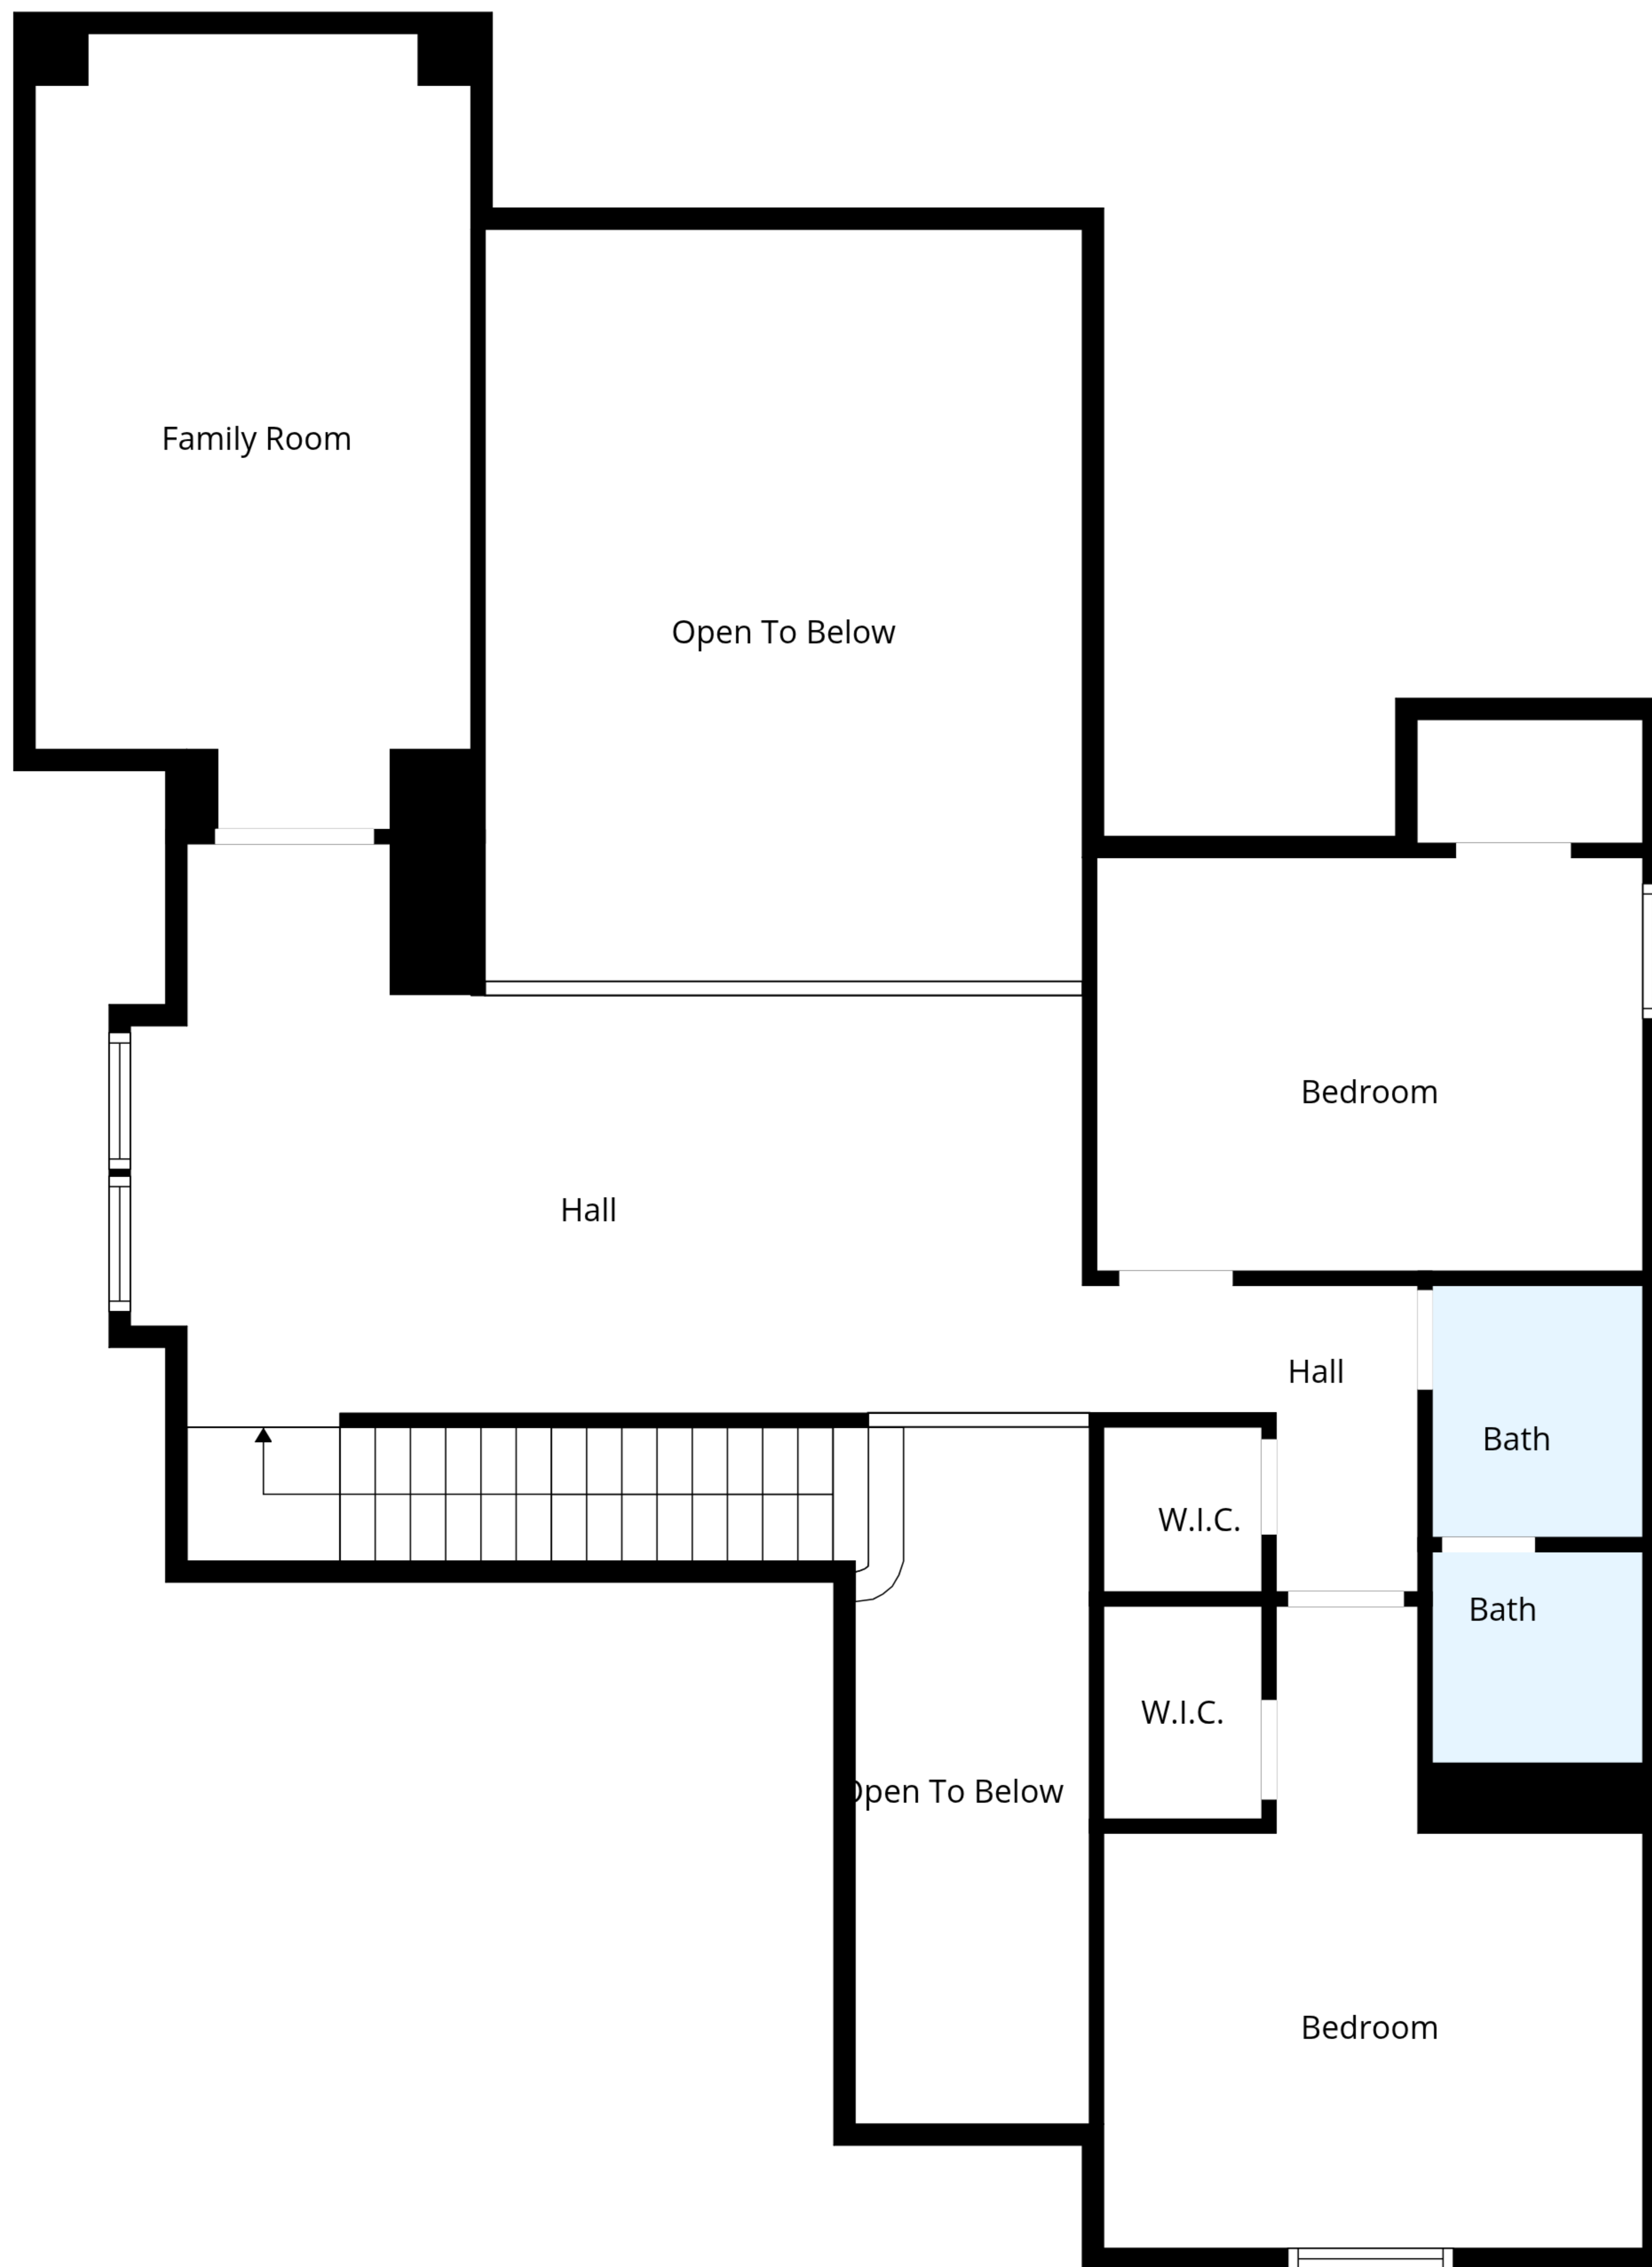 Family Room
Open To Below
Bedroom
Hall
Hall
Bath
W.I.C.
Bath
W.I.C.
Open To Below
Bedroom